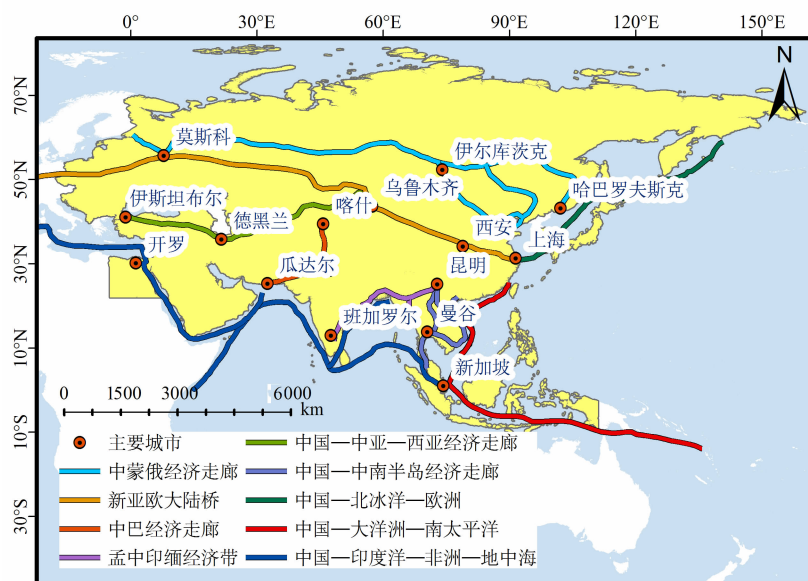 0° 30°E 60°E 90°E 120°E 150°E
N
70°N
莫斯科
伊尔库茨克
50°N
乌鲁木齐
哈巴罗夫斯克
伊斯坦布尔
喀什
德黑兰
西安
上海
开罗
30°N
瓜达尔
昆明
班加罗尔
曼谷
10°N
新加坡
0 1500 3000 6000
km
10°S
主要城市
中国—中亚—西亚经济走廊
中蒙俄经济走廊
中国—中南半岛经济走廊
新亚欧大陆桥
中国—北冰洋—欧洲
30°S
中巴经济走廊
中国—大洋洲—南太平洋
孟中印缅经济带
中国—印度洋—非洲—地中海